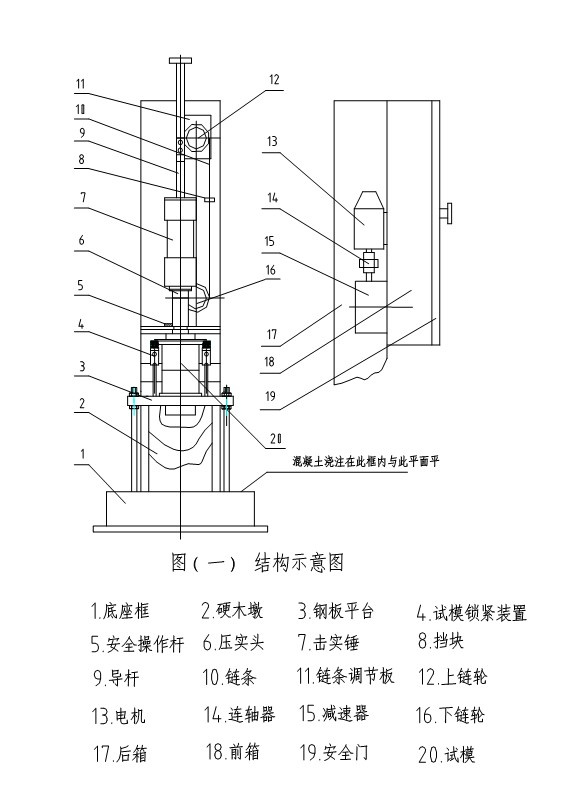 11
12
10
9
13
8
7
14
15
6
16
5
4
17
3
18
2
19
20
1
混凝土浇注在此框内与此平面平
图(一) 结构示意图
1.底座框 2.硬木墩 3.钢板平台 4.试模锁紧装置
5.安全操作杆 6.压实头 7.击实锤 8.挡块
9.导杆 10.链条 11.链条调节板 12.上链轮
13.电机 14.连轴器 15.减速器 16.下链轮
17.后箱 18.前箱 19.安全门 20.试模